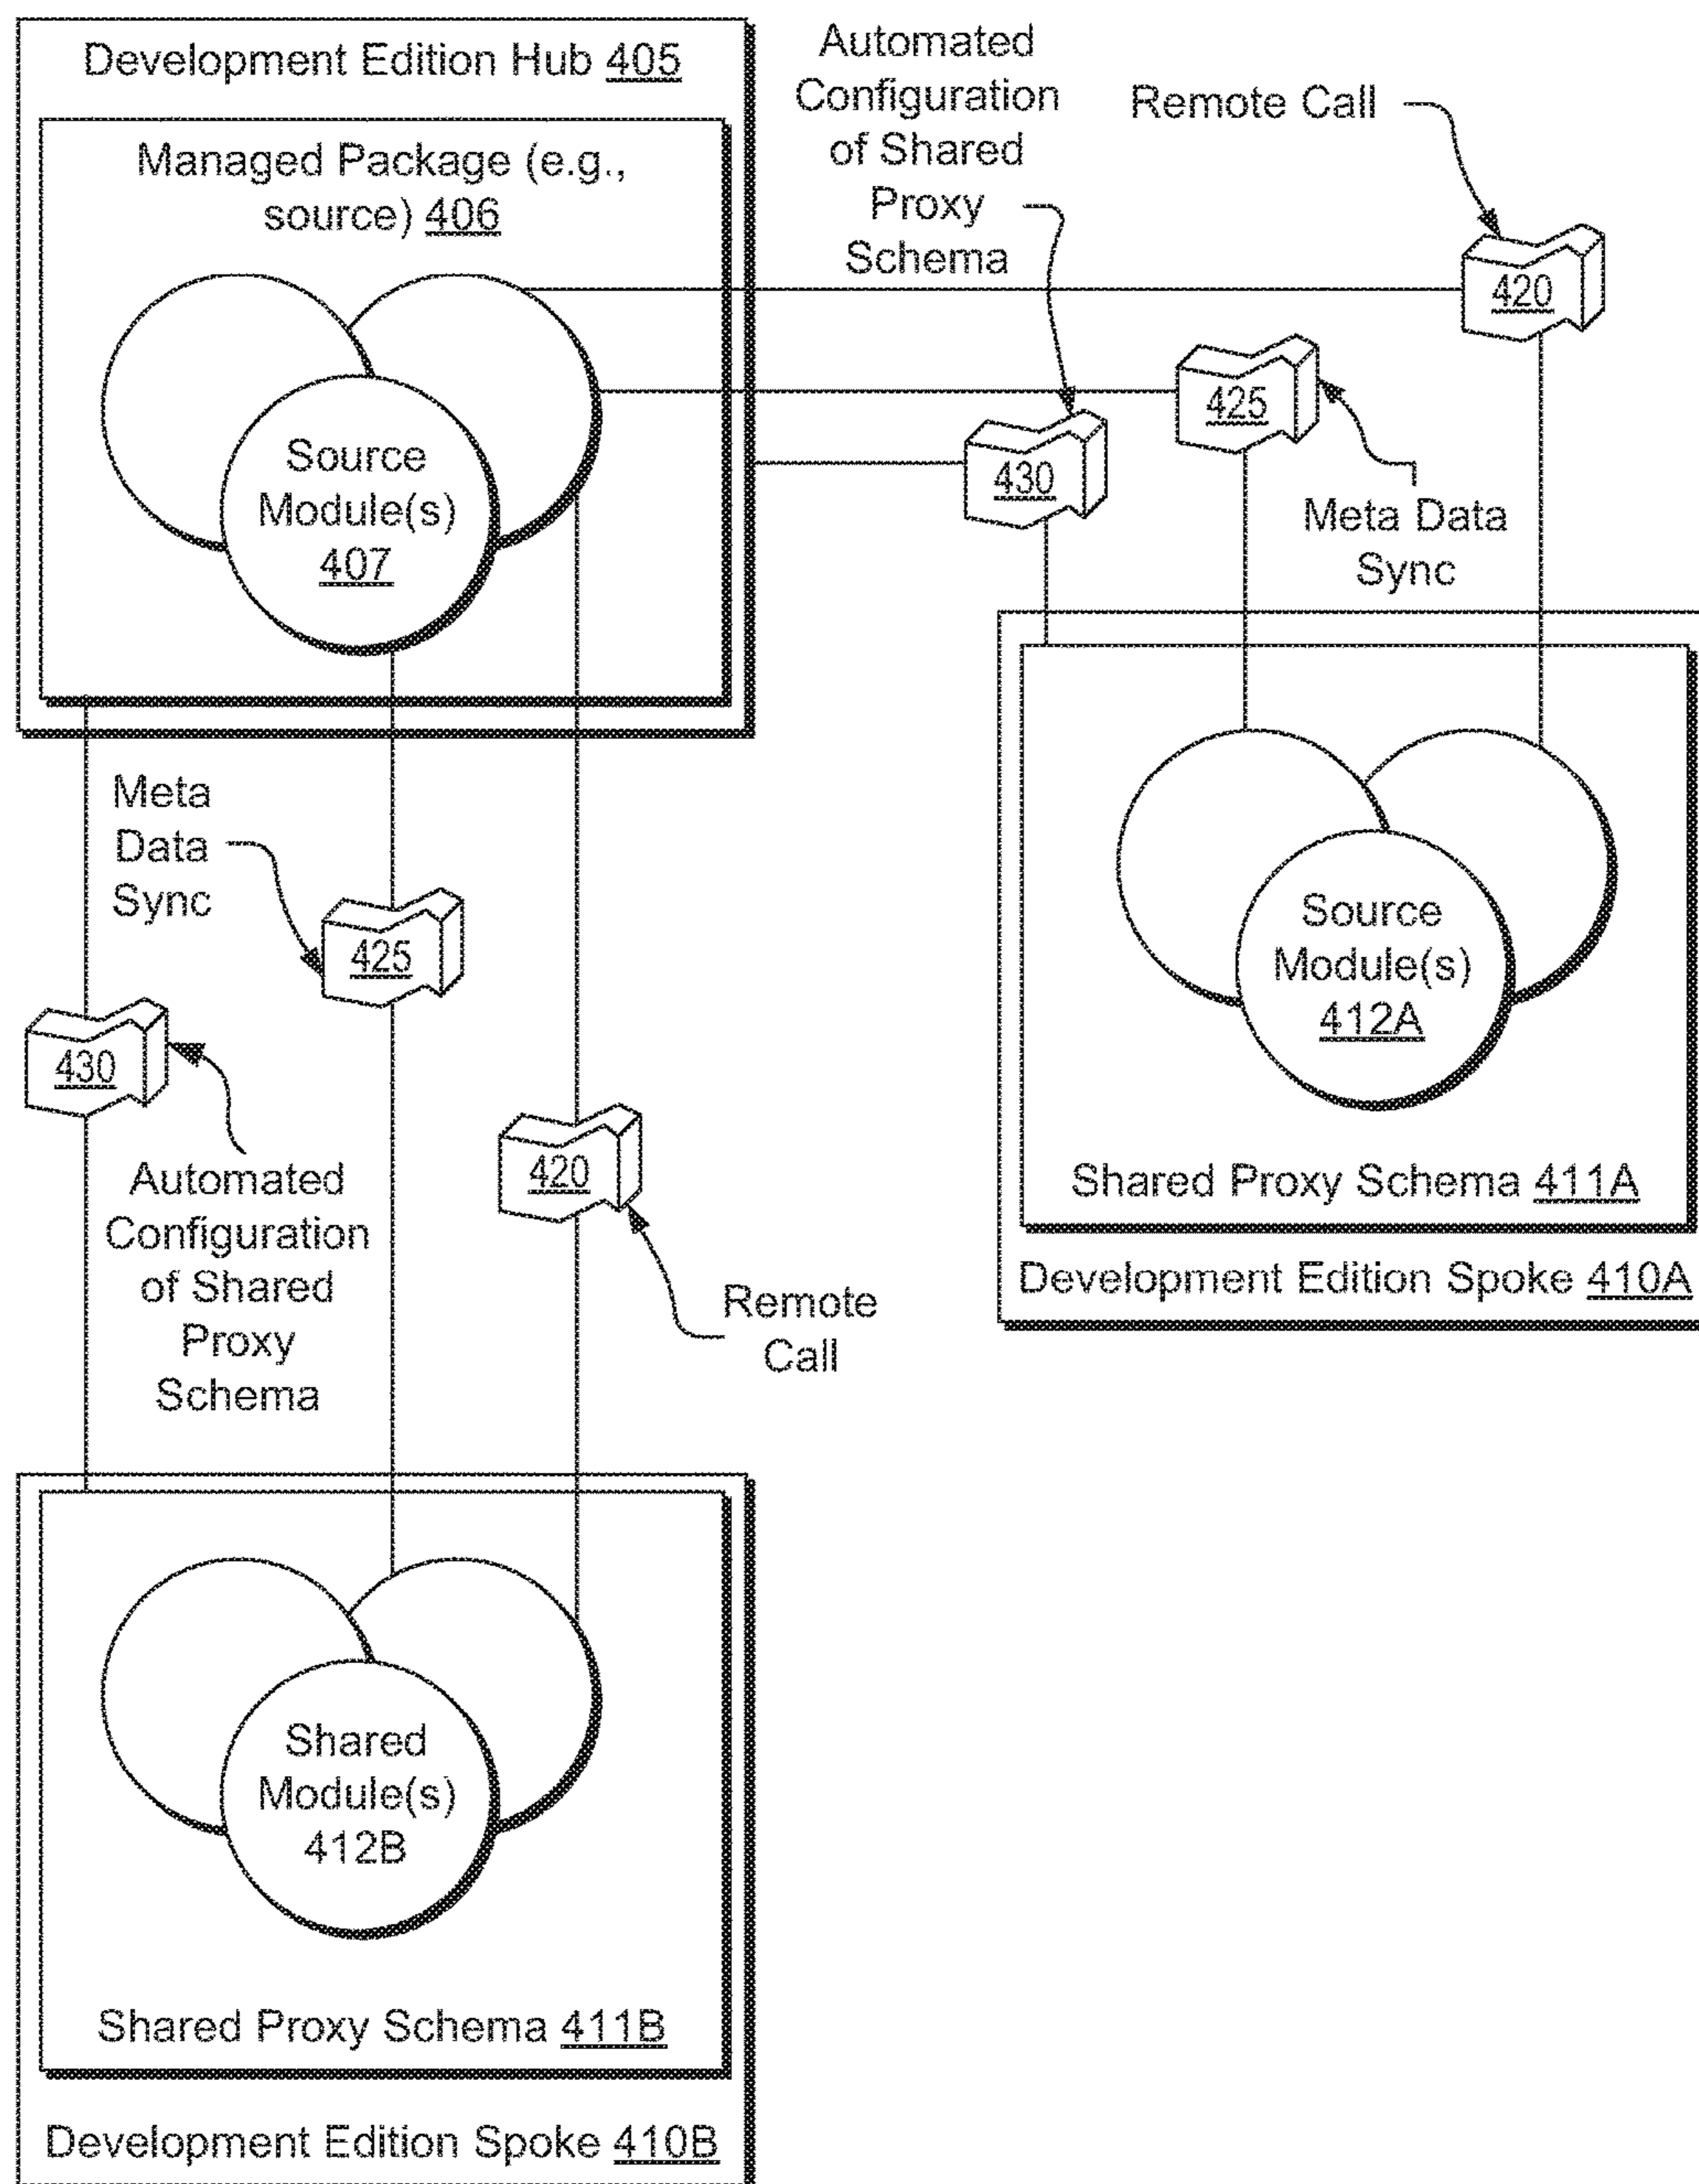 Development Edition Hub 405
Managed Package (e.g.,
source) 406
Source
Module(s)
407
Automated
Configuration
of Shared
Proxy
Schema
Remote Call
420
425
430
Meta Data
Sync
Source
Module(s)
412A
Shared Proxy Schema 411A
Development Edition Spoke 410A
Meta
Data
Sync
425
430
420
Automated
Configuration
of Shared
Proxy
Schema
Remote
Call
Shared
Module(s)
412B
Shared Proxy Schema 411B
Development Edition Spoke 410B